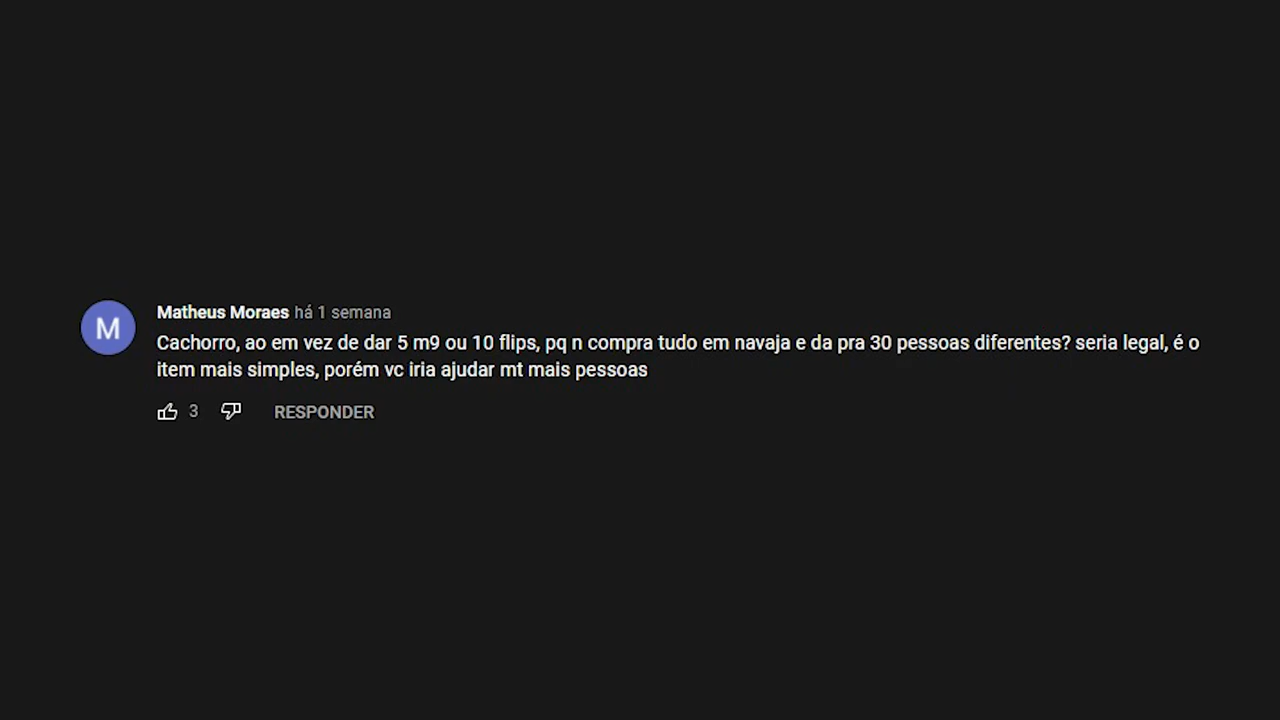 M
Matheus Moraes há 1 semana
Cachorro, ao em vez de dar 5 m9 ou 10 flips, pq n compra tudo em navaja e da pra 30 pessoas diferentes? seria legal, é o
item mais simples, porém vc iria ajudar mt mais pessoas
3 RESPONDER